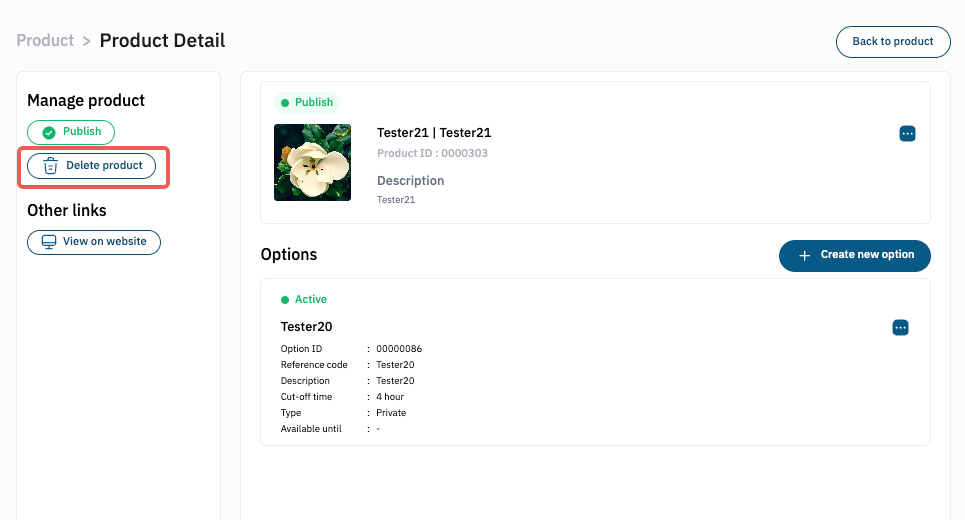 Product > Product Detail
Back to product
Manage product
Publish
Delete product
Other links
View on website
Publish
Tester21 | Tester21
Product ID : 0000303
Description
Tester21
Options
+ Create new option
Active
Tester20
Option ID : 00000086
Reference code : Tester20
Description : Tester20
Cut-off time : 4 hour
Type : Private
Available until : -